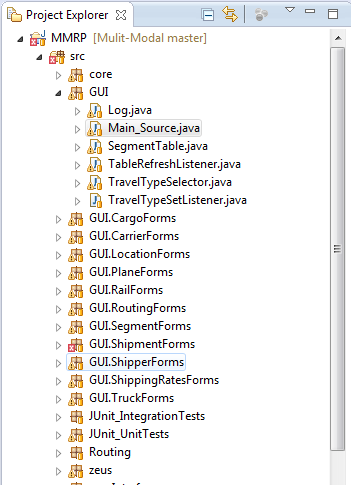 Project Explorer
MMRP [Mulit-Modal master]
src
core
GUI
Log.java
Main_Source.java
SegmentTable.java
TableRefreshListener.java
TravelTypeSelector.java
TravelTypeSetListener.java
GUI.CargoForms
GUI.CarrierForms
GUI.LocationForms
GUI.PlaneForms
GUI.RailForms
GUI.RoutingForms
GUI.SegmentForms
GUI.ShipmentForms
GUI.ShipperForms
GUI.ShippingRatesForms
GUI.TruckForms
JUnit_IntegrationTests
JUnit_UnitTests
Routing
zeus